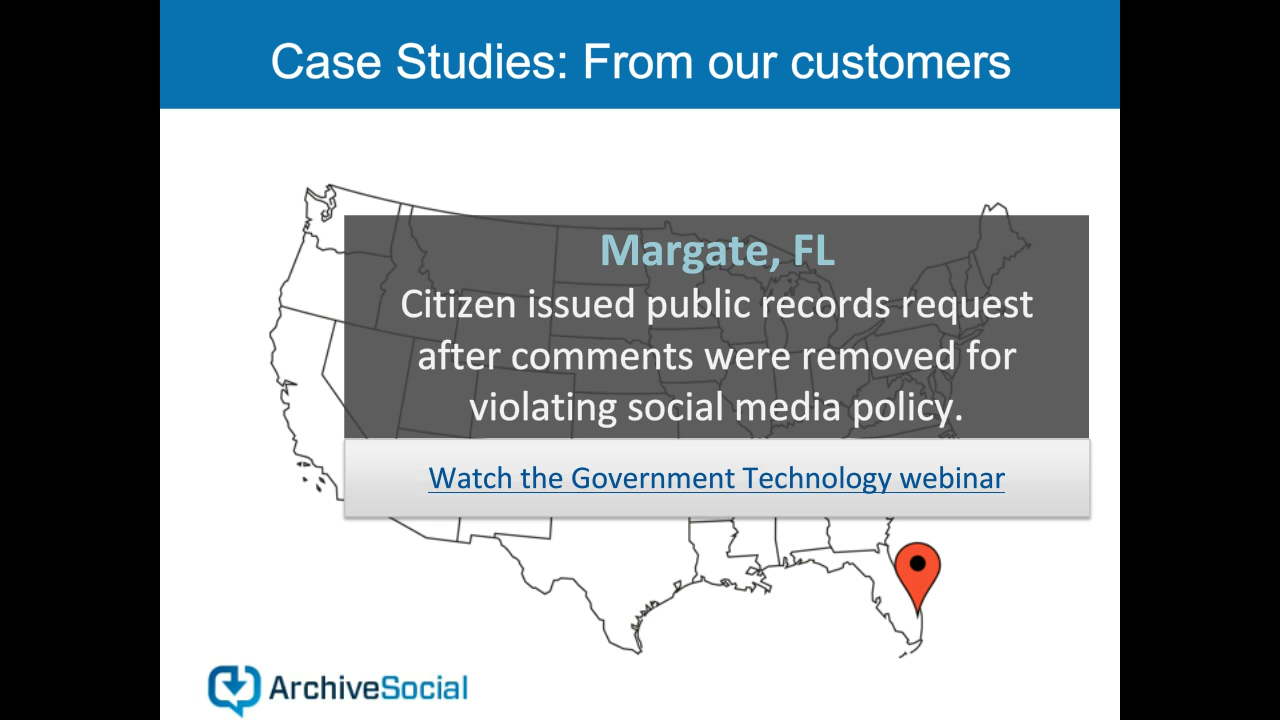 Case Studies: From our customers
Margate, FL
Citizen issued public records request
after comments were removed for
violating social media policy.
Watch the Government Technology webinar
ArchiveSocial